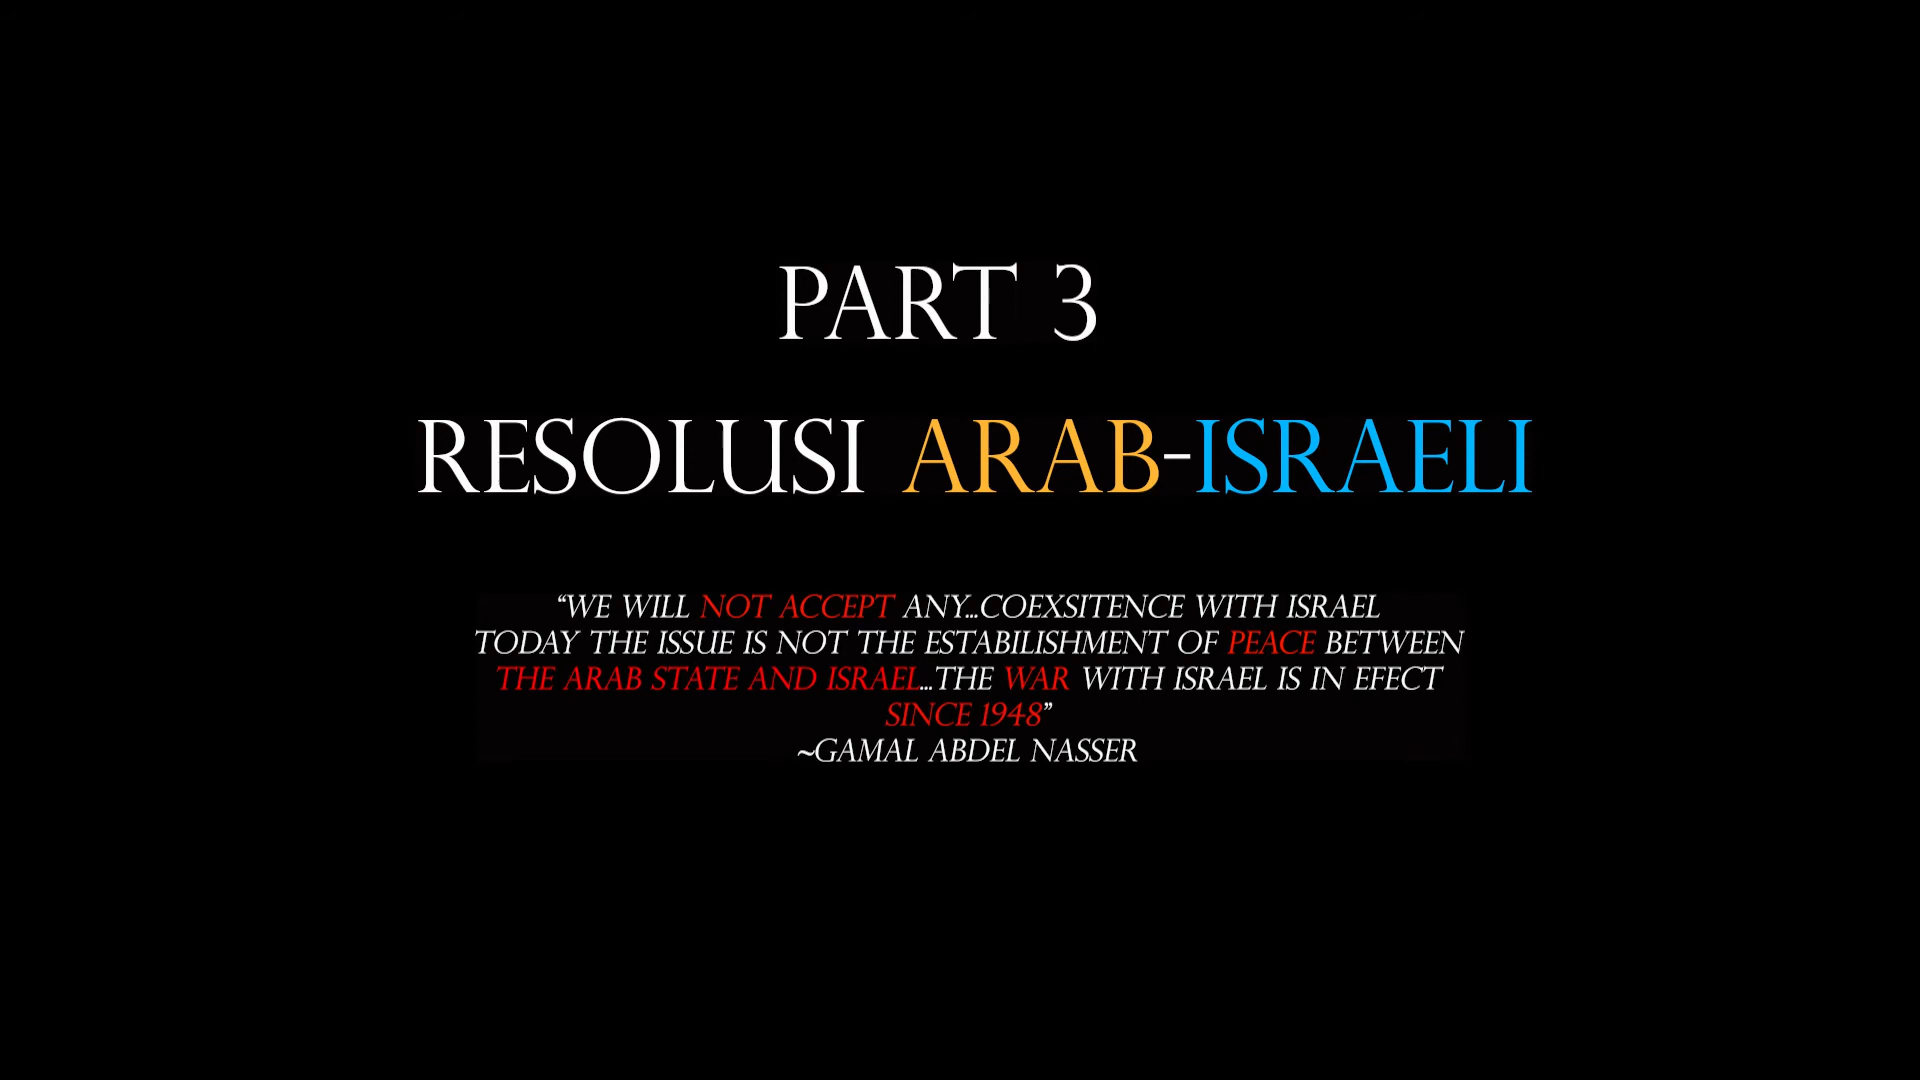 PART 3
RESOLUSI ARAB-ISRAELI
“WE WILL NOT ACCEPT ANY...COEXSITENCE WITH ISRAEL
TODAY THE ISSUE IS NOT THE ESTABILISHMENT OF PEACE BETWEEN
THE ARAB STATE AND ISRAEL...THE WAR WITH ISRAEL IS IN EFECT
SINCE 1948”
~GAMAL ABDEL NASSER